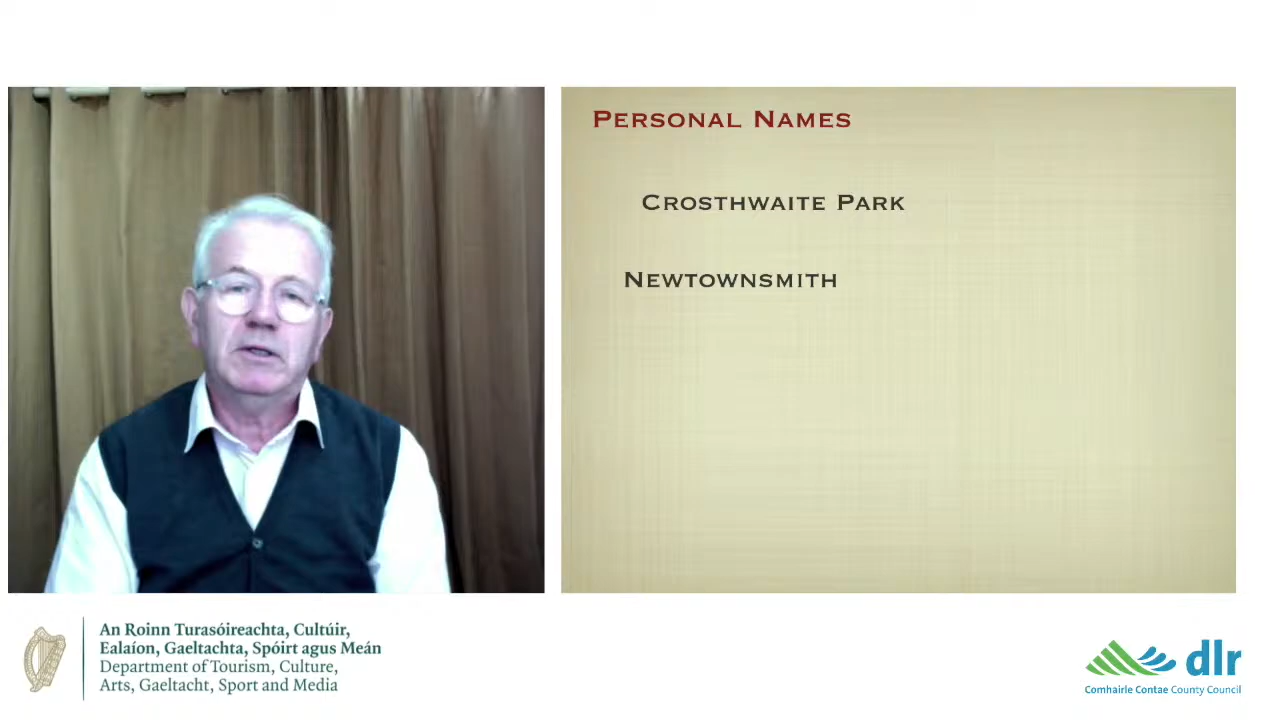 Personal Names
Crosthwaite Park
Newtownsmith
An Roinn Turasóireachta, Cultúir,
Ealaíon, Gaeltachta, Spóirt agus Meán
Department of Tourism, Culture,
Arts, Gaeltacht, Sport and Media
dlr
Comhairle Contae County Council